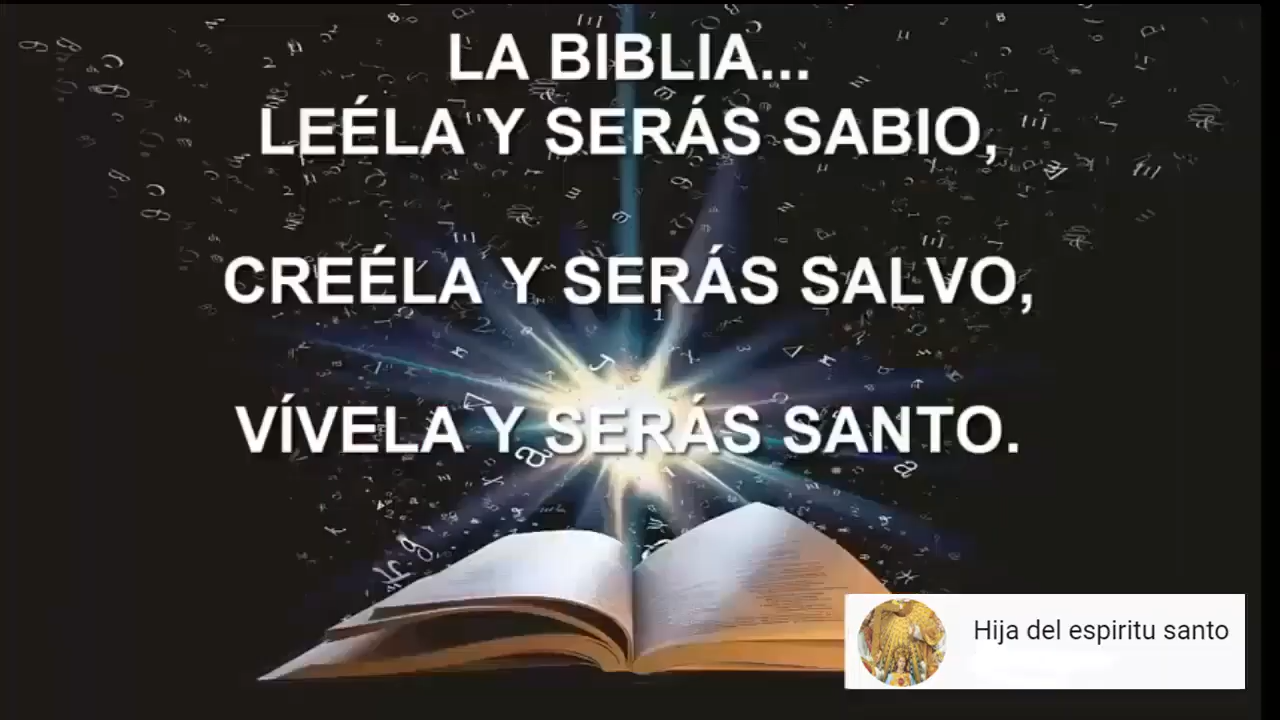 LA BIBLIA...
LEÉLA Y SERÁS SABIO,
CREÉLA Y SERÁS SALVO,
VÍVELA Y SERÁS SANTO.
Hija del espiritu santo